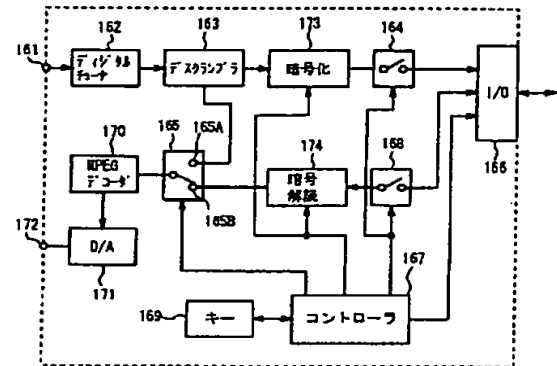 162
163
173
164
161
ディジタル
チューナ
デスクランブラ
暗号化
I/O
166
170
165
165A
174
168
MPEG
デコーダ
暗号
解読
165B
172
D/A
171
167
169
キー
コントローラ